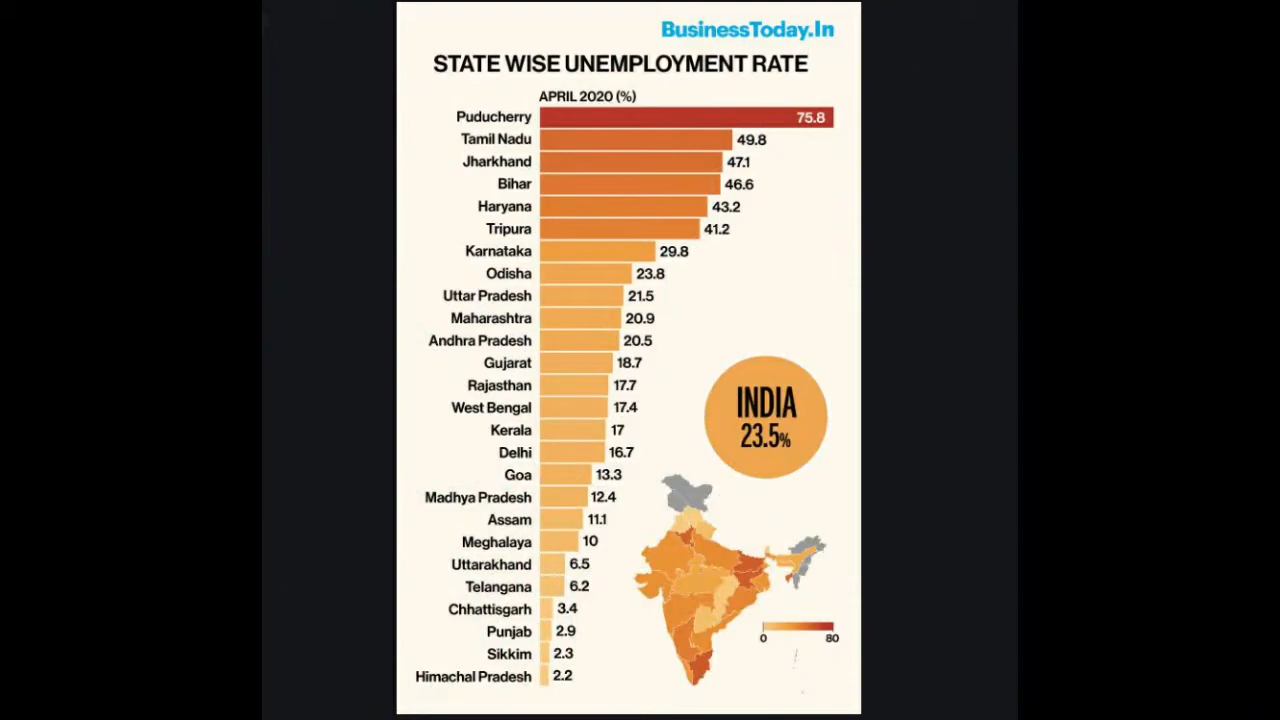 BusinessToday.In
STATE WISE UNEMPLOYMENT RATE
APRIL 2020 (%)
Puducherry 75.8
Tamil Nadu 49.8
Jharkhand 47.1
Bihar 46.6
Haryana 43.2
Tripura 41.2
Karnataka 29.8
Odisha 23.8
Uttar Pradesh 21.5
Maharashtra 20.9
Andhra Pradesh 20.5
Gujarat 18.7
Rajasthan 17.7
West Bengal 17.4
Kerala 17
Delhi 16.7
Goa 13.3
Madhya Pradesh 12.4
Assam 11.1
Meghalaya 10
Uttarakhand 6.5
Telangana 6.2
Chhattisgarh 3.4
Punjab 2.9
Sikkim 2.3
Himachal Pradesh 2.2
INDIA
23.5%
0 80